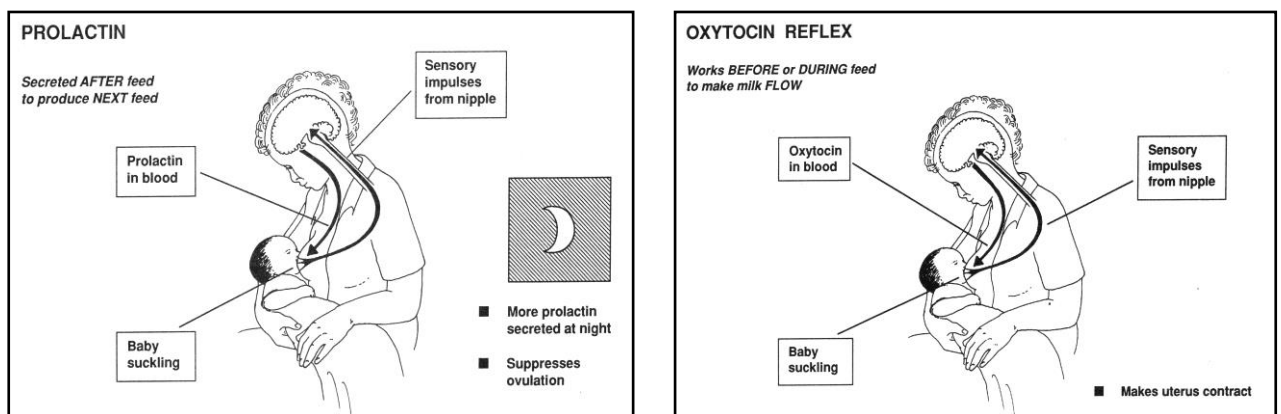 PROLACTIN
Secreted AFTER feed
to produce NEXT feed
Sensory
impulses
from nipple
Prolactin
in blood
Baby
suckling
■ More prolactin
secreted at night
■ Suppresses
ovulation
OXYTOCIN REFLEX
Works BEFORE or DURING feed
to make milk FLOW
Oxytocin
in blood
Sensory
impulses
from nipple
Baby
suckling
■ Makes uterus contract